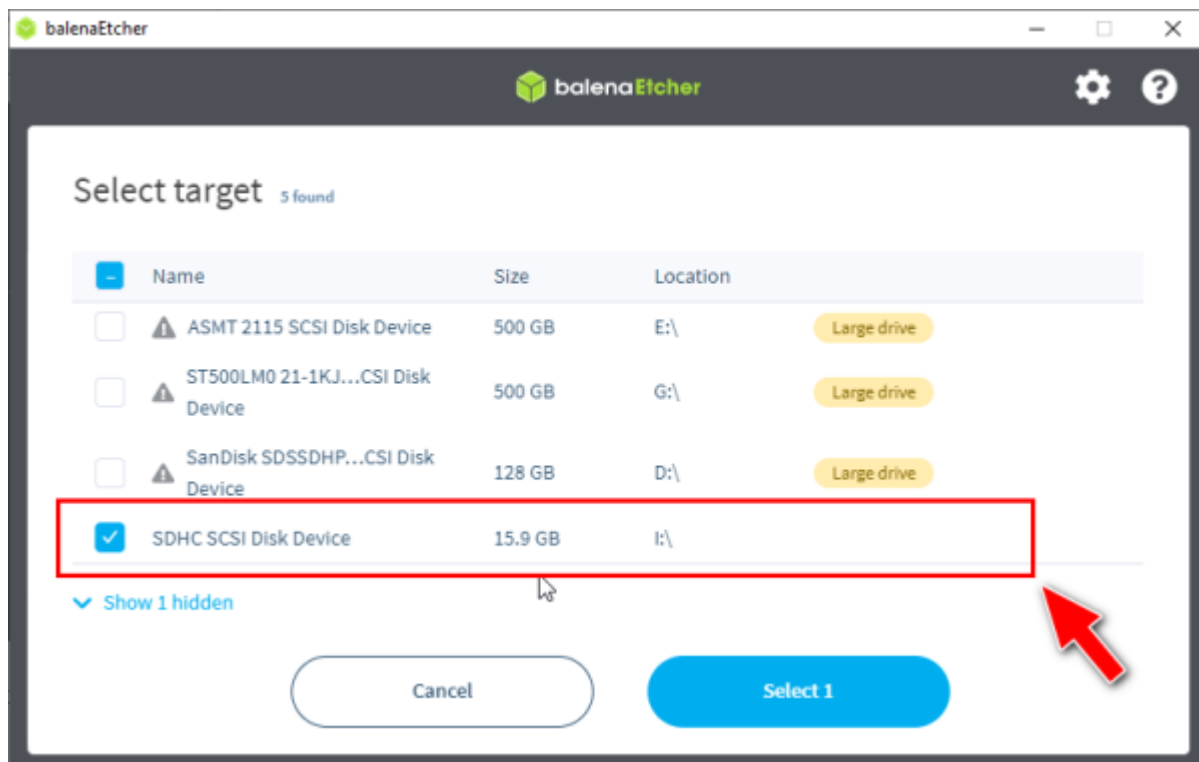 balenaEtcher
balenaEtcher
Select target 5 found
Name Size Location
ASMT 2115 SCSI Disk Device 500 GB E:\ Large drive
ST500LM0 21-1KJ...CSI Disk
Device 500 GB G:\ Large drive
SanDisk SDSSDHP...CSI Disk
Device 128 GB D:\ Large drive
SDHC SCSI Disk Device 15.9 GB I:\
Show 1 hidden
Cancel Select 1